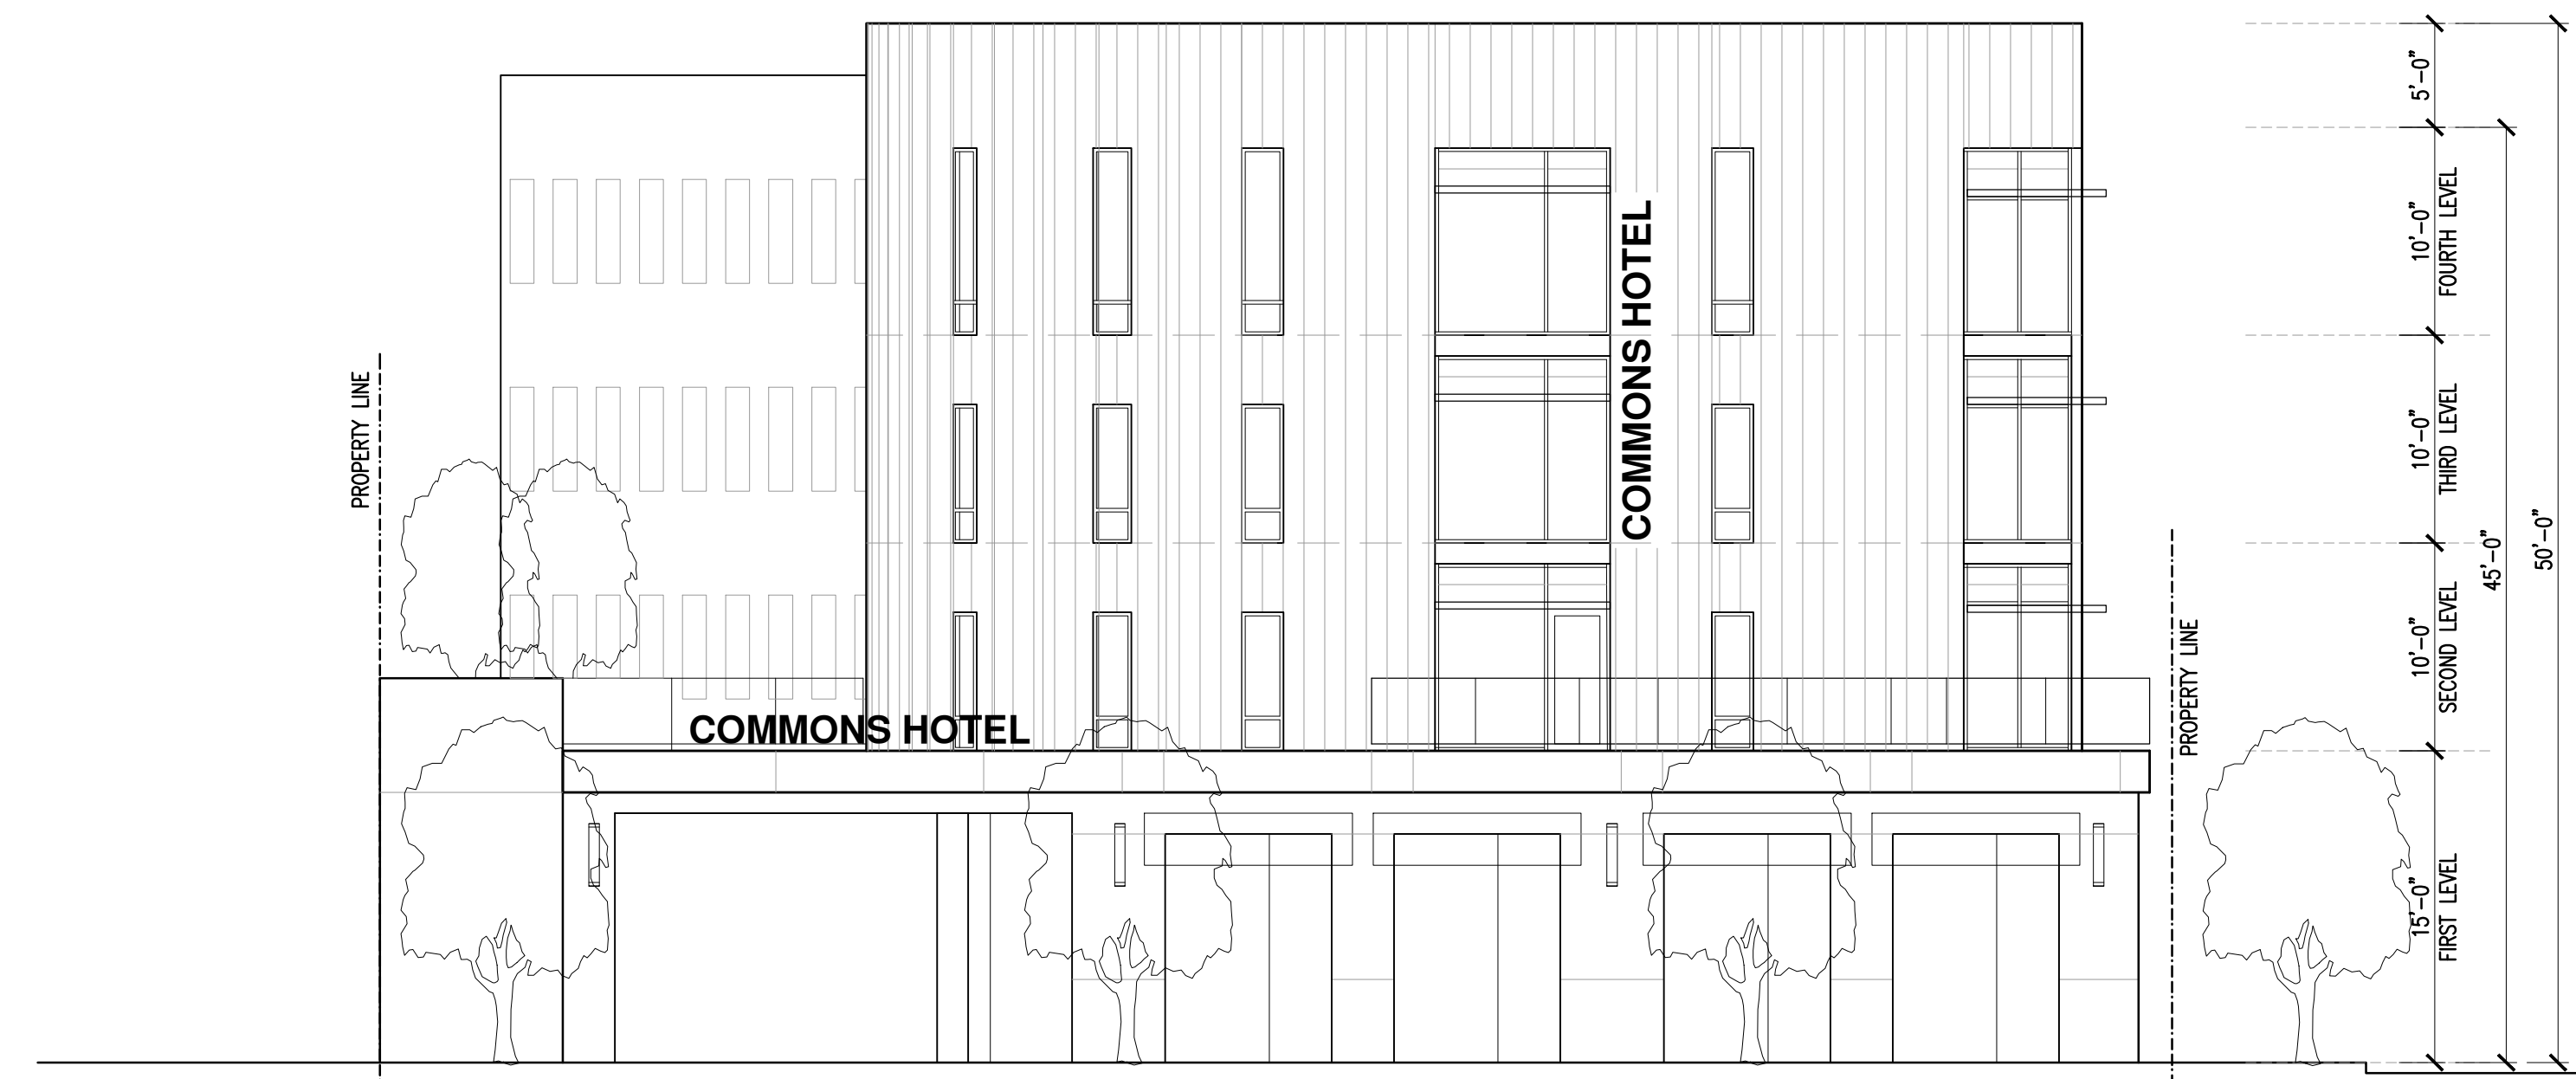 5'-0"
10'-0"
FOURTH LEVEL
COMMONS HOTEL
PROPERTY LINE
10'-0"
THIRD LEVEL
45'-0"
50'-0"
10'-0"
SECOND LEVEL
PROPERTY LINE
COMMONS HOTEL
15'-0"
FIRST LEVEL